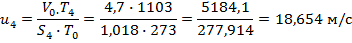 u₄ = V₀.T₄ / S₄ · T₀ = 4,7 · 1103 / 1,018 · 273 = 5184,1 / 277,914 = 18,654 м/с